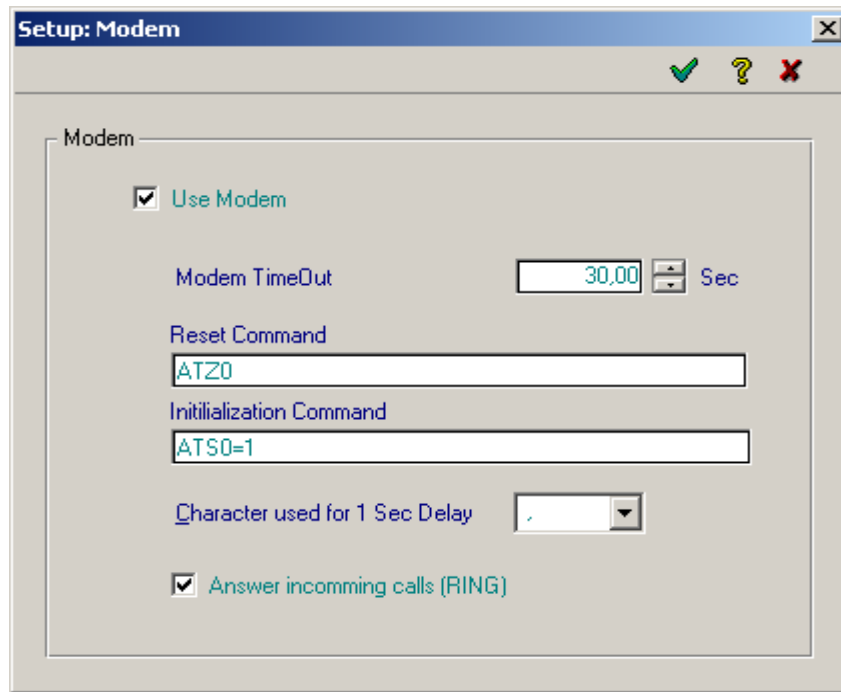 Setup: Modem
Modem
Use Modem
Modem TimeOut 30,00 Sec
Reset Command
ATZ0
Initilialization Command
ATS0=1
Character used for 1 Sec Delay ,
Answer incomming calls (RING)